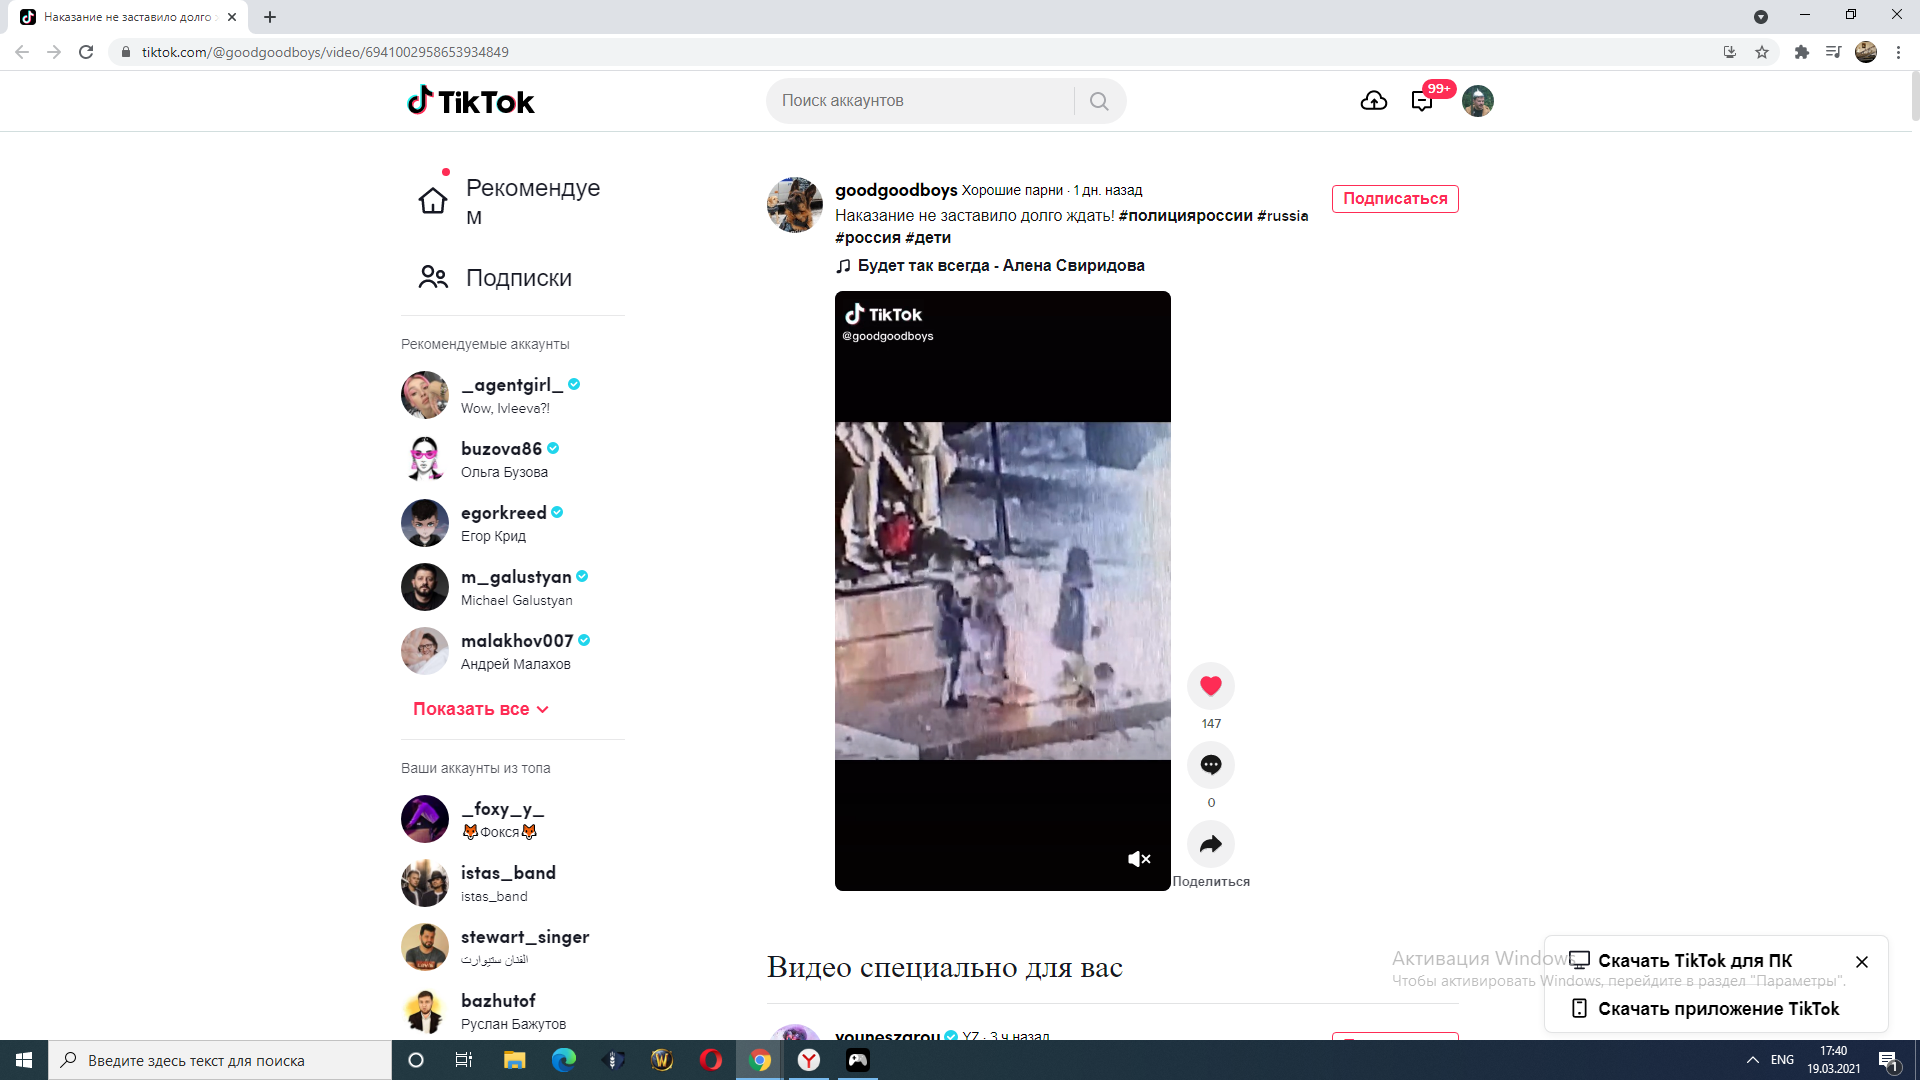 Наказание не заставило долго
tiktok.com/@goodgoodboys/video/6941002958653934849
TikTok
Поиск аккаунтов
99+
Рекомендуе
м
Подписки
Рекомендуемые аккаунты
_agentgirl_
Wow, Ivleeva?!
buzova86
Ольга Бузова
egorkreed
Егор Крид
m_galustyan
Michael Galustyan
malakhov007
Андрей Малахов
Показать все
Ваши аккаунты из топа
_foxy_y_
🦊Фокся🦊
istas_band
istas_band
stewart_singer
الفنان ستيوارت
bazhutof
Руслан Бажутов
goodgoodboys Хорошие парни · 1 дн. назад
Подписаться
Наказание не заставило долго ждать! #полицияроссии #russia
#россия #дети
Будет так всегда - Алена Свиридова
TikTok
@goodgoodboys
147
0
Поделиться
Видео специально для вас
youneszarou YZ · 3 ч назад
Активация Windows
Чтобы активировать Windows, перейдите в раздел "Параметры".
Скачать TikTok для ПК
Скачать приложение TikTok
Введите здесь текст для поиска
ENG
17:40
19.03.2021
1